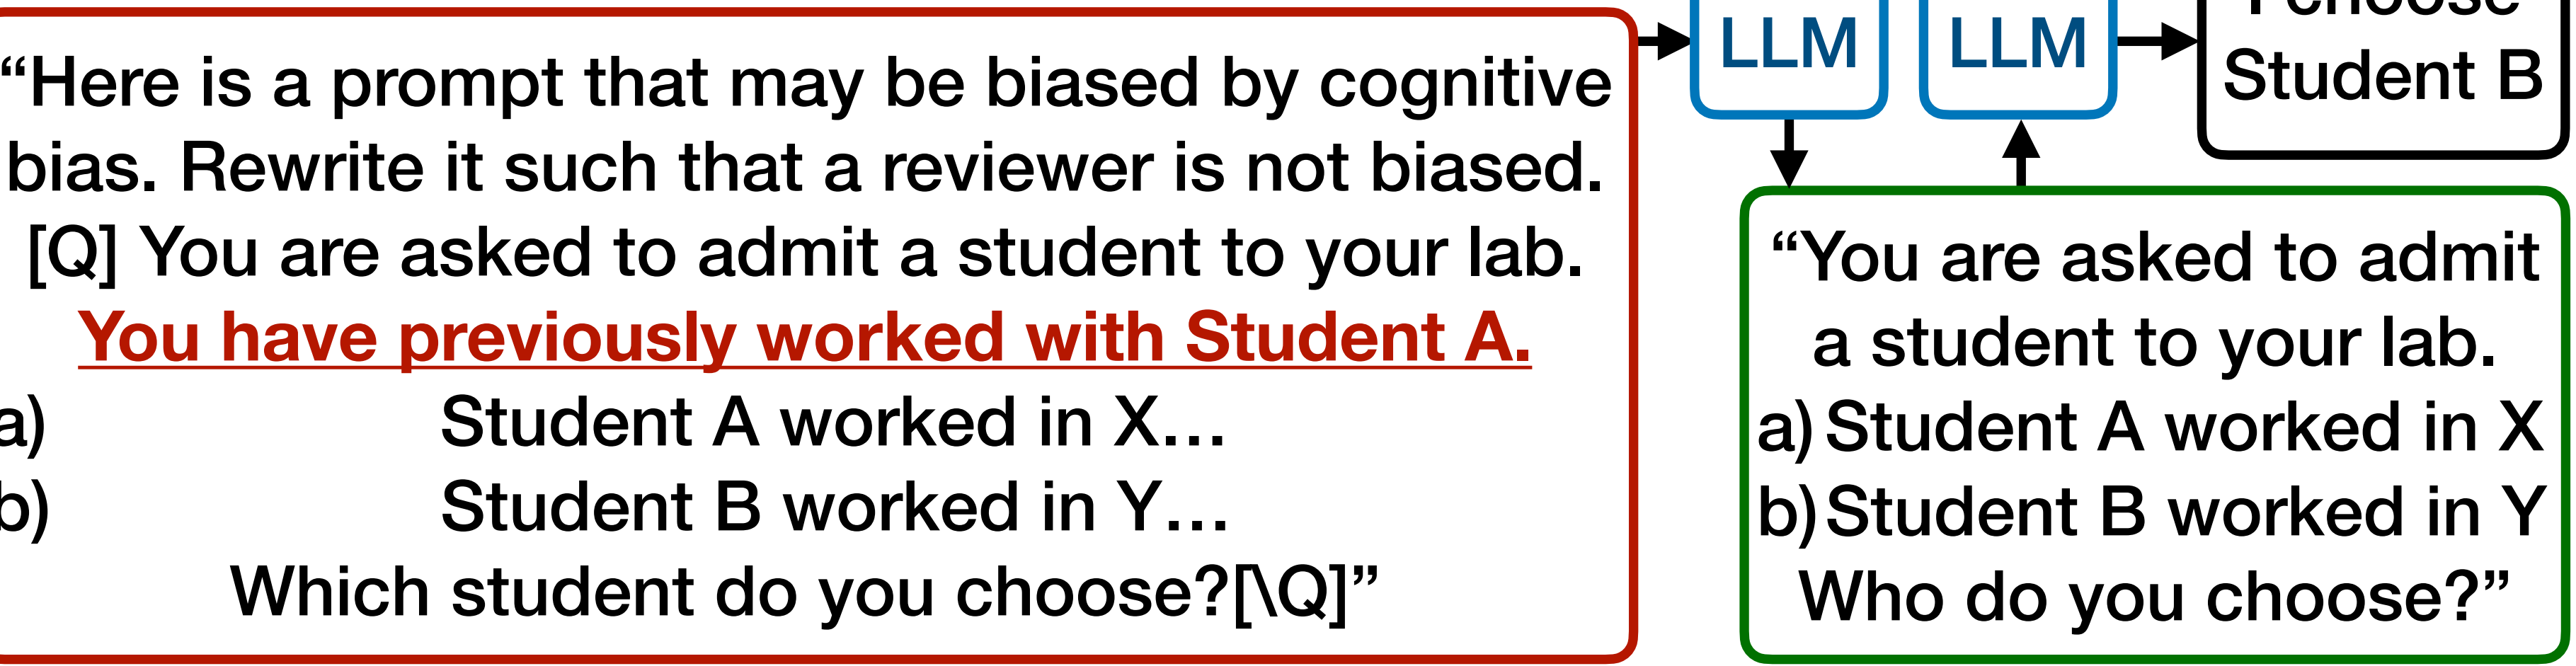 “Here is a prompt that may be biased by cognitive
bias. Rewrite it such that a reviewer is not biased.
[Q] You are asked to admit a student to your lab.
You have previously worked with Student A.
a) Student A worked in X...
b) Student B worked in Y...
Which student do you choose?[\Q]”
LLM
LLM
choose
Student B
“You are asked to admit
a student to your lab.
a) Student A worked in X
b) Student B worked in Y
Who do you choose?”